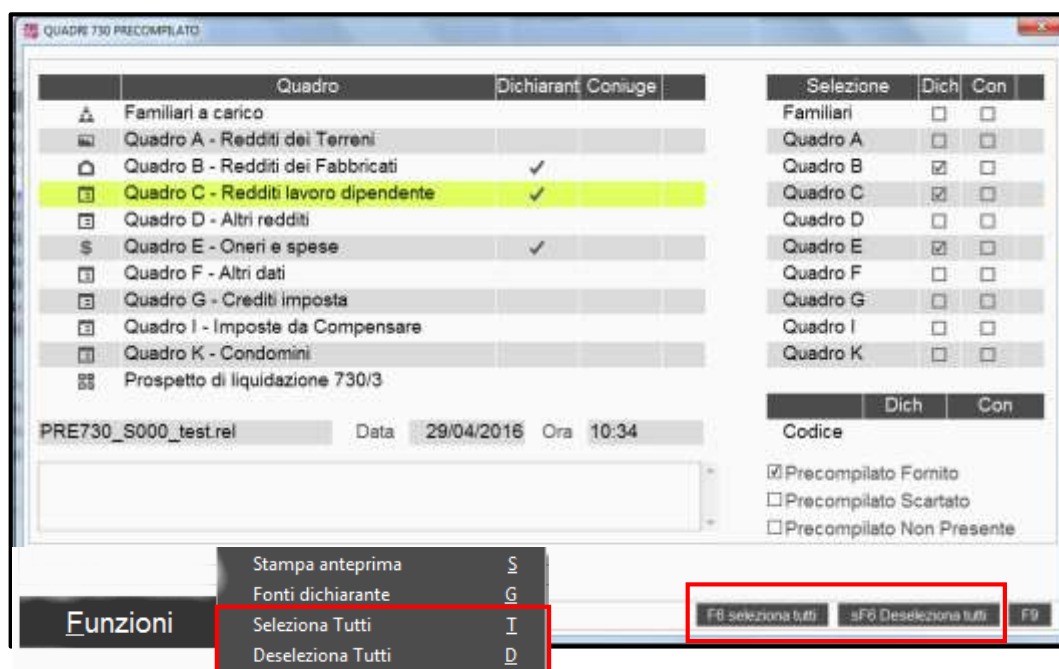 QUADRI 730 PRECOMPILATO
Quadro Dichiarant Coniuge Selezione Dich Con
Familiari a carico Familiari
Quadro A - Redditi dei Terreni Quadro A
Quadro B - Redditi dei Fabbricati Quadro B
Quadro C - Redditi lavoro dipendente Quadro C
Quadro D - Altri redditi Quadro D
$ Quadro E - Oneri e spese Quadro E
Quadro F - Altri dati Quadro F
Quadro G - Crediti imposta Quadro G
Quadro I - Imposte da Compensare Quadro I
Quadro K - Condomini Quadro K
Prospetto di liquidazione 730/3
Dich Con
PRE730_S000_test.rel Data 29/04/2016 Ora 10:34 Codice
Precompilato Fornito
Precompilato Scartato
Precompilato Non Presente
Stampa anteprima S
Fonti dichiarante G
Funzioni Seleziona Tutti T
Deseleziona Tutti D
F6 seleziona tutti sF6 Deseleziona tutti F9